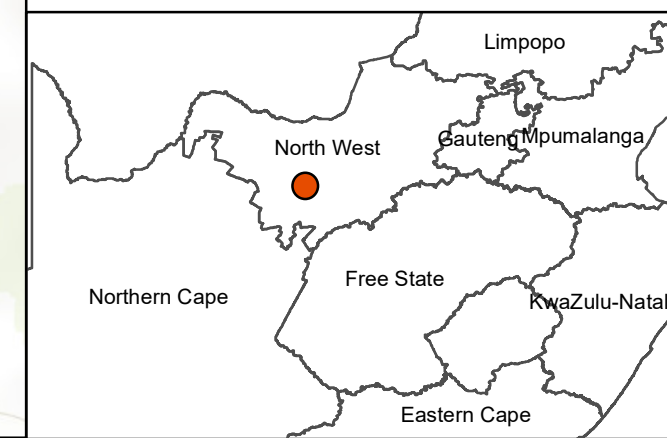 Limpopo
North West
Gauteng
Mpumalanga
Free State
Northern Cape
KwaZulu-Natal
Eastern Cape